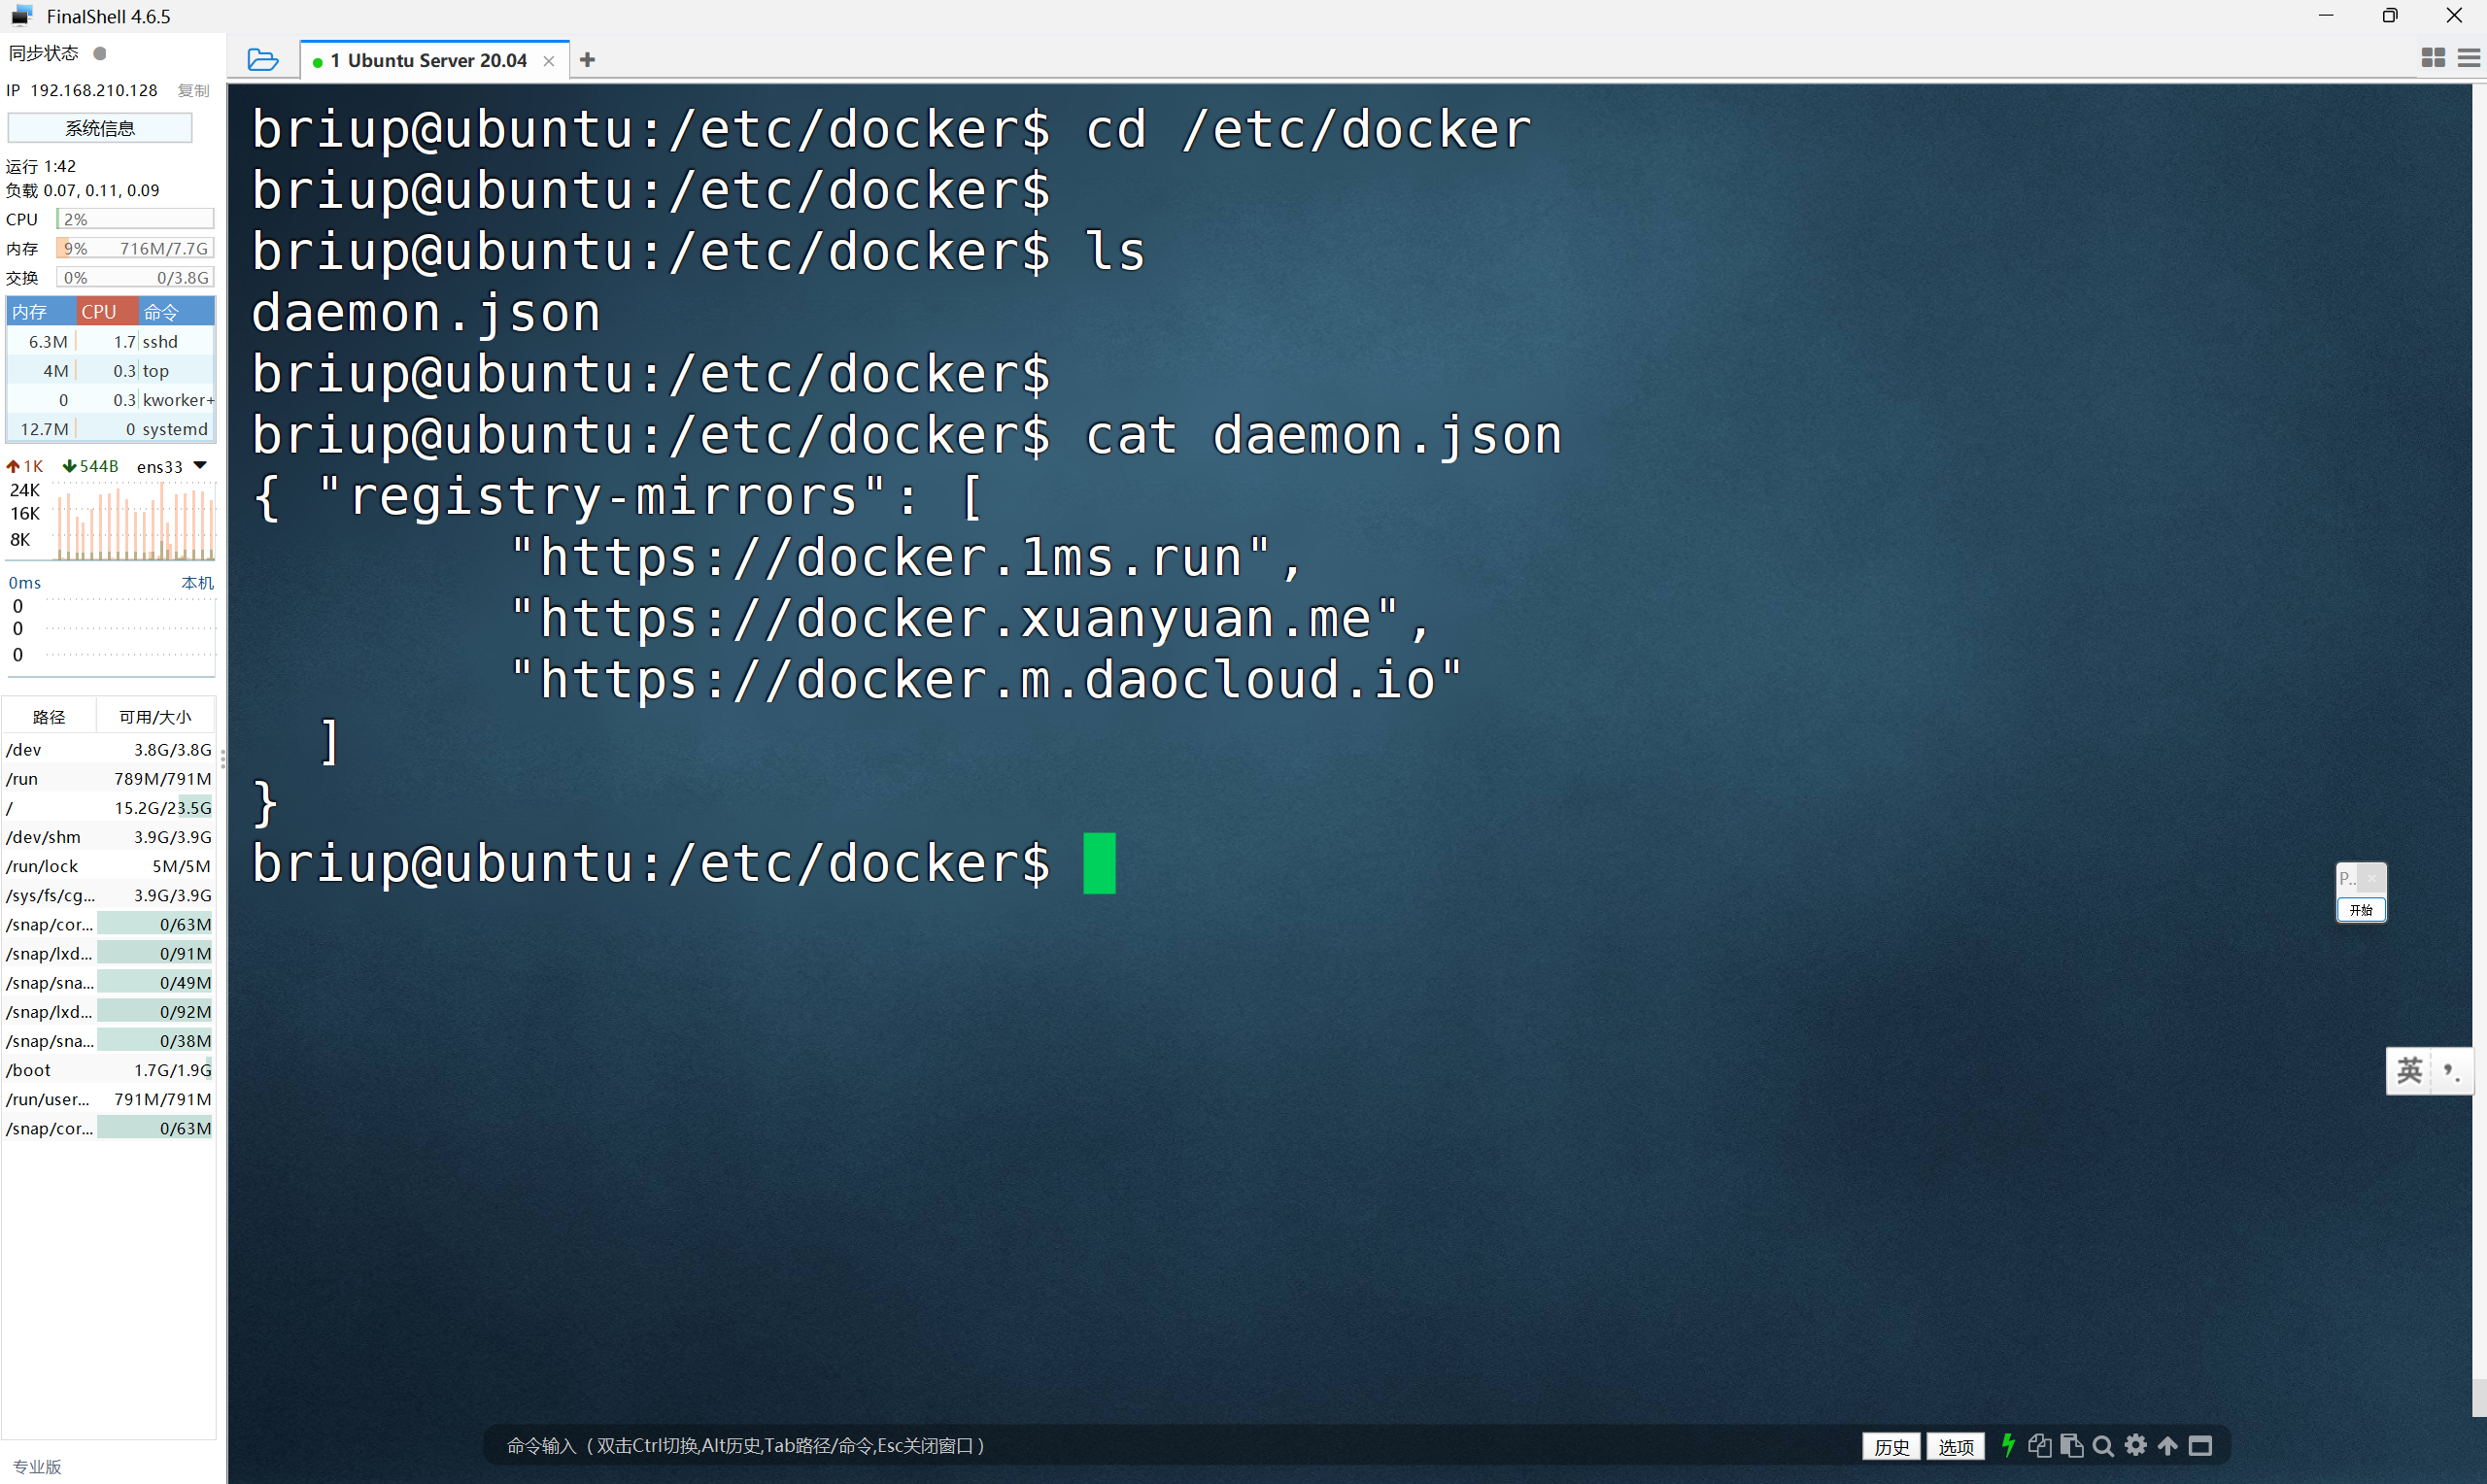 FinalShell 4.6.5
同步状态
IP 192.168.210.128 复制
系统信息
运行 1:42
负载 0.07, 0.11, 0.09
CPU 2%
内存 9% 716M/7.7G
交换 0% 0/3.8G
内存 CPU 命令
6.3M 1.7 sshd
4M 0.3 top
0 0.3 kworker+
12.7M 0 systemd
1K 544B ens33
24K
16K
8K
0ms 本机
0
0
0
路径 可用/大小
/dev 3.8G/3.8G
/run 789M/791M
/ 15.2G/23.5G
/dev/shm 3.9G/3.9G
/run/lock 5M/5M
/sys/fs/cg... 3.9G/3.9G
/snap/cor... 0/63M
/snap/lxd... 0/91M
/snap/sna... 0/49M
/snap/lxd... 0/92M
/snap/sna... 0/38M
/boot 1.7G/1.9G
/run/user... 791M/791M
/snap/cor... 0/63M
专业版
1 Ubuntu Server 20.04
briup@ubuntu:/etc/docker$ cd /etc/docker
briup@ubuntu:/etc/docker$
briup@ubuntu:/etc/docker$ ls
daemon.json
briup@ubuntu:/etc/docker$
briup@ubuntu:/etc/docker$ cat daemon.json
{ "registry-mirrors": [
        "https://docker.1ms.run",
        "https://docker.xuanyuan.me",
        "https://docker.m.daocloud.io"
  ]
}
briup@ubuntu:/etc/docker$
P..
开始
英 ，.
命令输入（双击Ctrl切换,Alt历史,Tab路径/命令,Esc关闭窗口）
历史 选项